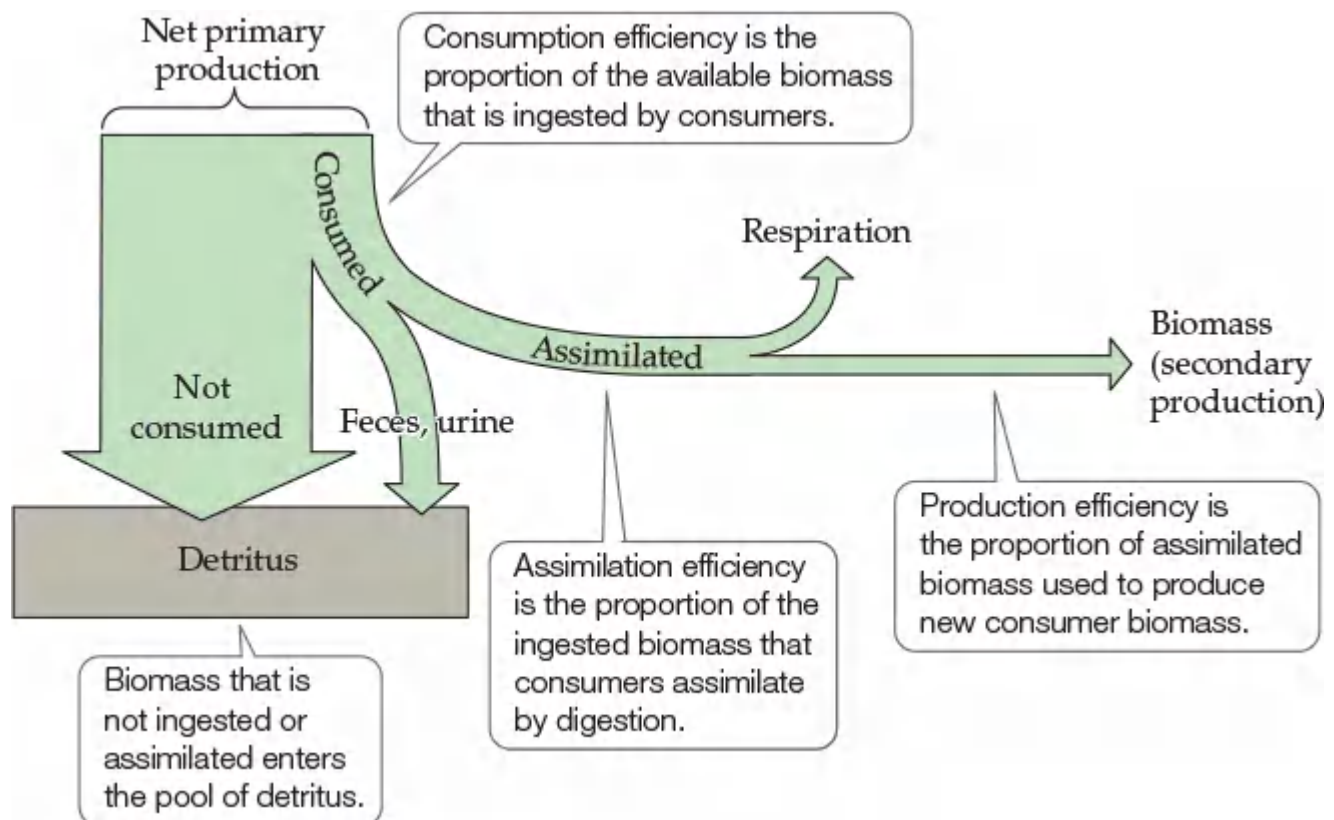 Net primary
production
Consumption efficiency is the
proportion of the available biomass
that is ingested by consumers.
Consumed
Respiration
Assimilated
Biomass
(secondary
production)
Not
consumed
Feces, urine
Detritus
Production efficiency is
the proportion of assimilated
biomass used to produce
new consumer biomass.
Assimilation efficiency
is the proportion of the
ingested biomass that
consumers assimilate
by digestion.
Biomass that is
not ingested or
assimilated enters
the pool of detritus.